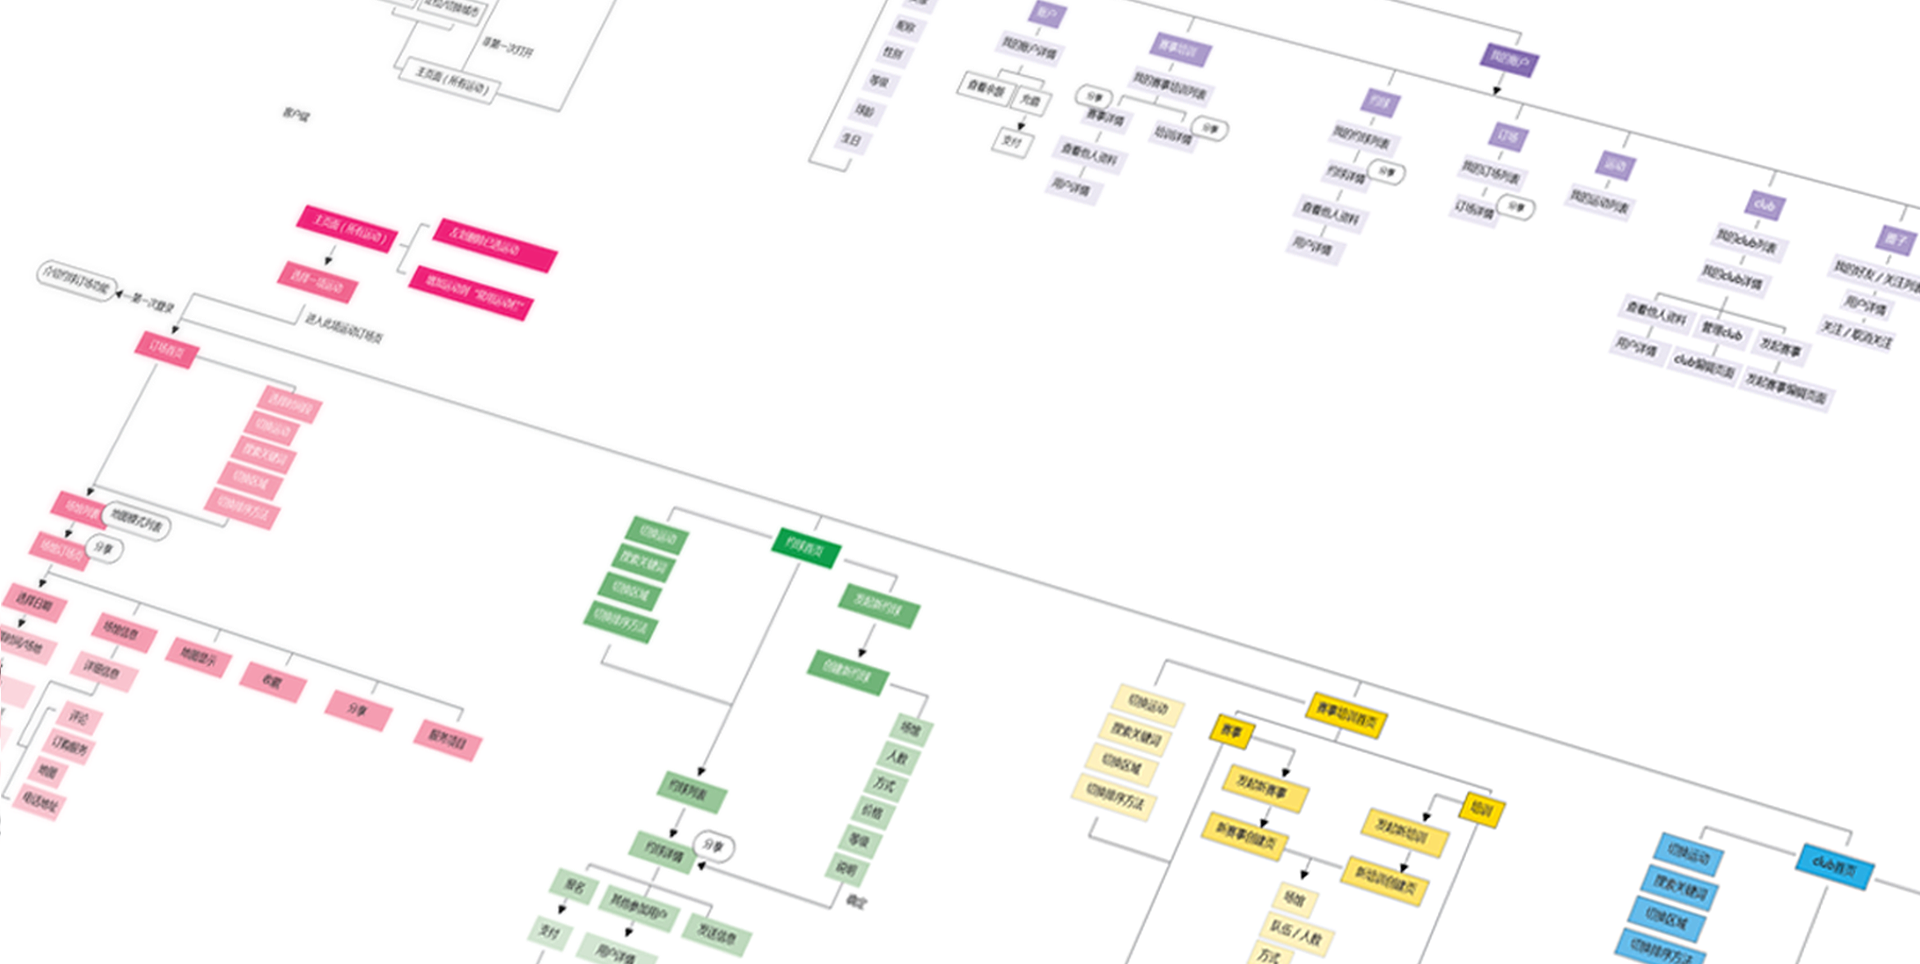 定位/切换城市
非第一次打开
主页面（所有运动）
客户端
昵称
性别
等级
球龄
生日
账户
我的账户详情
查看余额
充值
支付
赛事培训
我的赛事培训列表
分享
赛事详情
培训详情
分享
查看他人资料
用户详情
我的账户
约球
我的约球列表
约球详情
分享
查看他人资料
用户详情
订场
我的订场列表
订场详情
分享
运动
我的运动列表
club
我的club列表
我的club详情
查看他人资料
管理club
发起赛事
用户详情
club编辑页面
发起赛事编辑页面
圈子
我的好友 / 关注列表
用户详情
关注 / 取消关注
主页面（所有运动）
左划删除已选运动
选择一项运动
增加运动到“常用运动栏”
介绍约球订场功能
第一次登录
进入此项运动订场页
订场首页
选择时间段
切换运动
搜索关键词
切换区域
切换排序方法
场馆列表
地图模式列表
场馆订场页
分享
选择日期
场馆信息
地图显示
收藏
分享
服务项目
时间/场地
详细信息
评论
订购服务
地图
电话地址
切换运动
搜索关键词
切换区域
切换排序方法
约球首页
发起新约球
创建新约球
场馆
人数
方式
价格
等级
说明
确定
约球列表
约球详情
分享
报名
其他参加用户
发送信息
支付
用户详情
切换运动
搜索关键词
切换区域
切换排序方法
赛事培训首页
赛事
发起新赛事
新赛事创建页
培训
发起新培训
新培训创建页
场馆
队伍 / 人数
方式
切换运动
搜索关键词
切换区域
切换排序方法
club首页